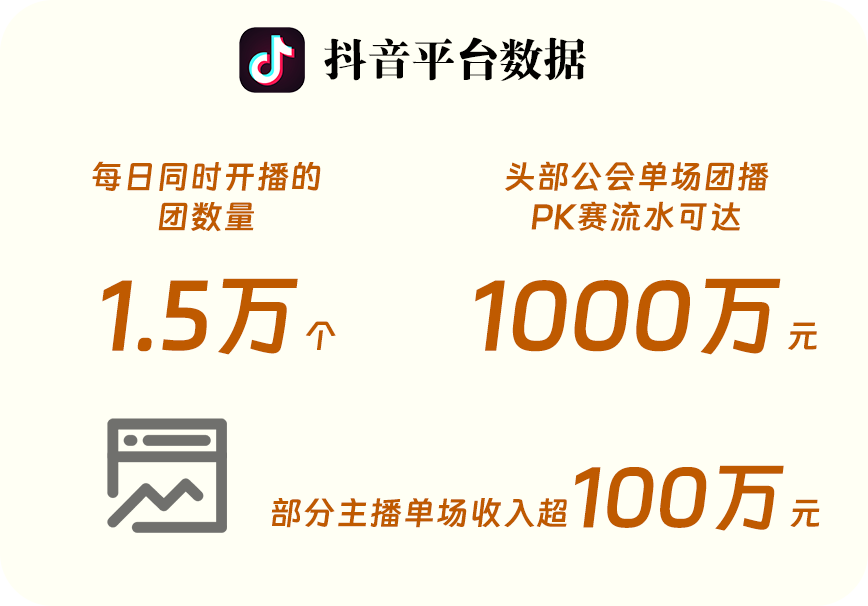 抖音平台数据
每日同时开播的
团数量
1.5万个
头部公会单场团播
PK赛流水可达
1000万元
部分主播单场收入超100万元